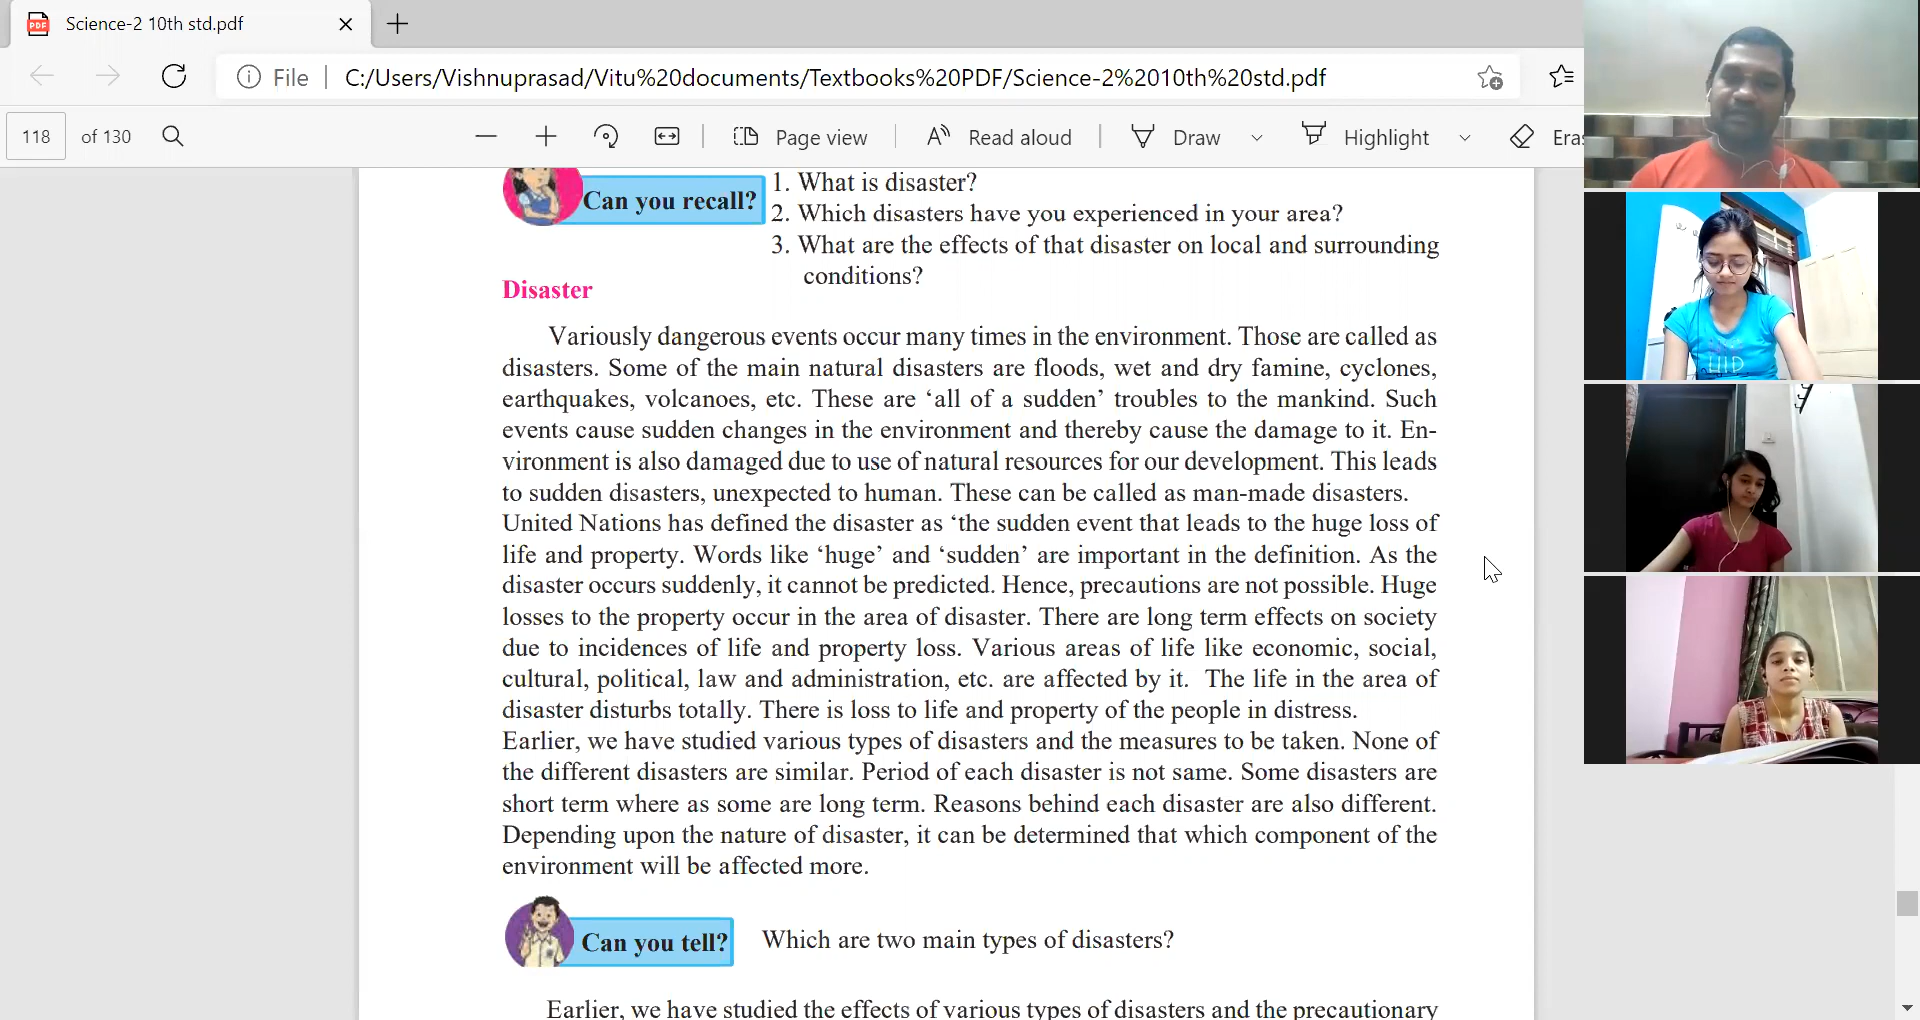 Science-2 10th std.pdf
File
C:/Users/Vishnuprasad/Vitu%20documents/Textbooks%20PDF/Science-2%2010th%20std.pdf
118 of 130
Page view
Read aloud
Draw
Highlight
Eras
Can you recall?
1. What is disaster?
2. Which disasters have you experienced in your area?
3. What are the effects of that disaster on local and surrounding
conditions?
Disaster
Variously dangerous events occur many times in the environment. Those are called as
disasters. Some of the main natural disasters are floods, wet and dry famine, cyclones,
earthquakes, volcanoes, etc. These are ‘all of a sudden’ troubles to the mankind. Such
events cause sudden changes in the environment and thereby cause the damage to it. En-
vironment is also damaged due to use of natural resources for our development. This leads
to sudden disasters, unexpected to human. These can be called as man-made disasters.
United Nations has defined the disaster as ‘the sudden event that leads to the huge loss of
life and property. Words like ‘huge’ and ‘sudden’ are important in the definition. As the
disaster occurs suddenly, it cannot be predicted. Hence, precautions are not possible. Huge
losses to the property occur in the area of disaster. There are long term effects on society
due to incidences of life and property loss. Various areas of life like economic, social,
cultural, political, law and administration, etc. are affected by it. The life in the area of
disaster disturbs totally. There is loss to life and property of the people in distress.
Earlier, we have studied various types of disasters and the measures to be taken. None of
the different disasters are similar. Period of each disaster is not same. Some disasters are
short term where as some are long term. Reasons behind each disaster are also different.
Depending upon the nature of disaster, it can be determined that which component of the
environment will be affected more.
Can you tell?
Which are two main types of disasters?
Earlier, we have studied the effects of various types of disasters and the precautionary